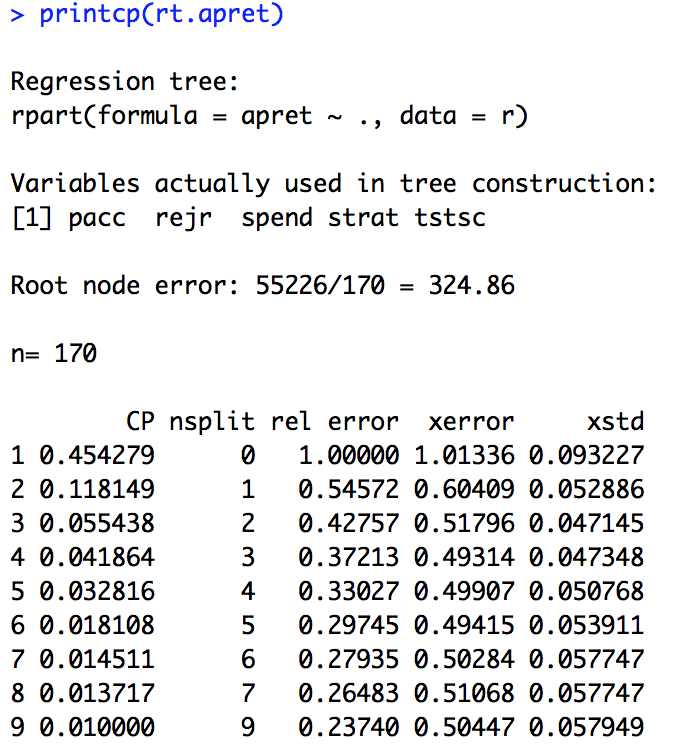 > printcp(rt.apret)
Regression tree:
rpart(formula = apret ~ ., data = r)
Variables actually used in tree construction:
[1] pacc  rejr  spend strat tstsc
Root node error: 55226/170 = 324.86
n= 170
        CP nsplit rel error  xerror     xstd
1 0.454279      0   1.00000 1.01336 0.093227
2 0.118149      1   0.54572 0.60409 0.052886
3 0.055438      2   0.42757 0.51796 0.047145
4 0.041864      3   0.37213 0.49314 0.047348
5 0.032816      4   0.33027 0.49907 0.050768
6 0.018108      5   0.29745 0.49415 0.053911
7 0.014511      6   0.27935 0.50284 0.057747
8 0.013717      7   0.26483 0.51068 0.057747
9 0.010000      9   0.23740 0.50447 0.057949